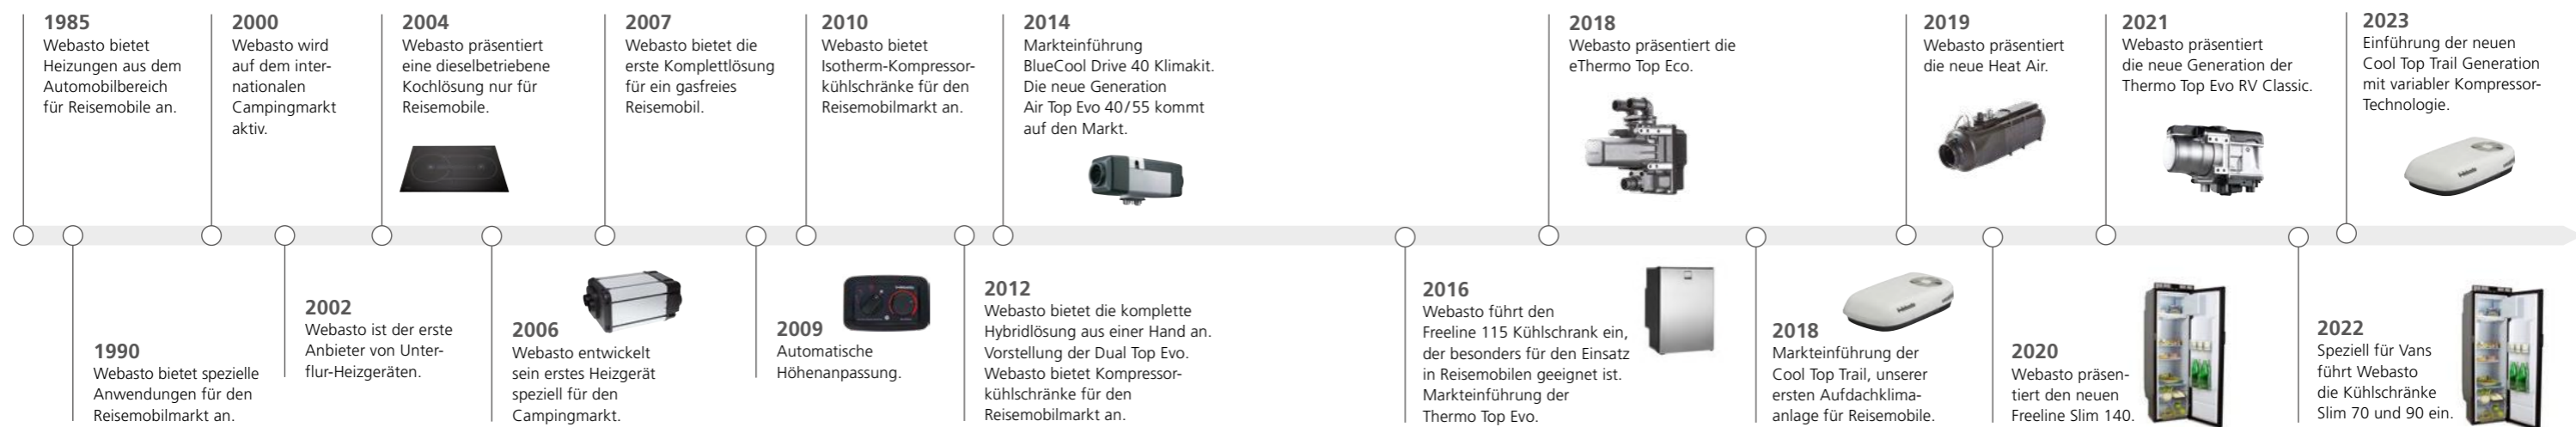 1985
Webasto bietet
Heizungen aus dem
Automobilbereich
für Reisemobile an.
1990
Webasto bietet spezielle
Anwendungen für den
Reisemobilmarkt an.
2000
Webasto wird
auf dem inter-
nationalen
Campingmarkt
aktiv.
2002
Webasto ist der erste
Anbieter von Unter-
flur-Heizgeräten.
2004
Webasto präsentiert
eine dieselbetriebene
Kochlösung nur für
Reisemobile.
2006
Webasto entwickelt
sein erstes Heizgerät
speziell für den
Campingmarkt.
2007
Webasto bietet die
erste Komplettlösung
für ein gasfreies
Reisemobil.
2009
Automatische
Höhenanpassung.
2010
Webasto bietet
Isotherm-Kompressor-
kühlschränke für den
Reisemobilmarkt an.
2012
Webasto bietet die komplette
Hybridlösung aus einer Hand an.
Vorstellung der Dual Top Evo.
Webasto bietet Kompressor-
kühlschränke für den
Reisemobilmarkt an.
2014
Markteinführung
BlueCool Drive 40 Klimakit.
Die neue Generation
Air Top Evo 40/55 kommt
auf den Markt.
2016
Webasto führt den
Freeline 115 Kühlschrank ein,
der besonders für den Einsatz
in Reisemobilen geeignet ist.
Markteinführung der
Thermo Top Evo.
2018
Webasto präsentiert die
eThermo Top Eco.
2018
Markteinführung der
Cool Top Trail, unserer
ersten Aufdachklima-
anlage für Reisemobile.
2019
Webasto präsentiert
die neue Heat Air.
2020
Webasto präsen-
tiert den neuen
Freeline Slim 140.
2021
Webasto präsentiert
die neue Generation der
Thermo Top Evo RV Classic.
2022
Speziell für Vans
führt Webasto
die Kühlschränke
Slim 70 und 90 ein.
2023
Einführung der neuen
Cool Top Trail Generation
mit variabler Kompressor-
Technologie.